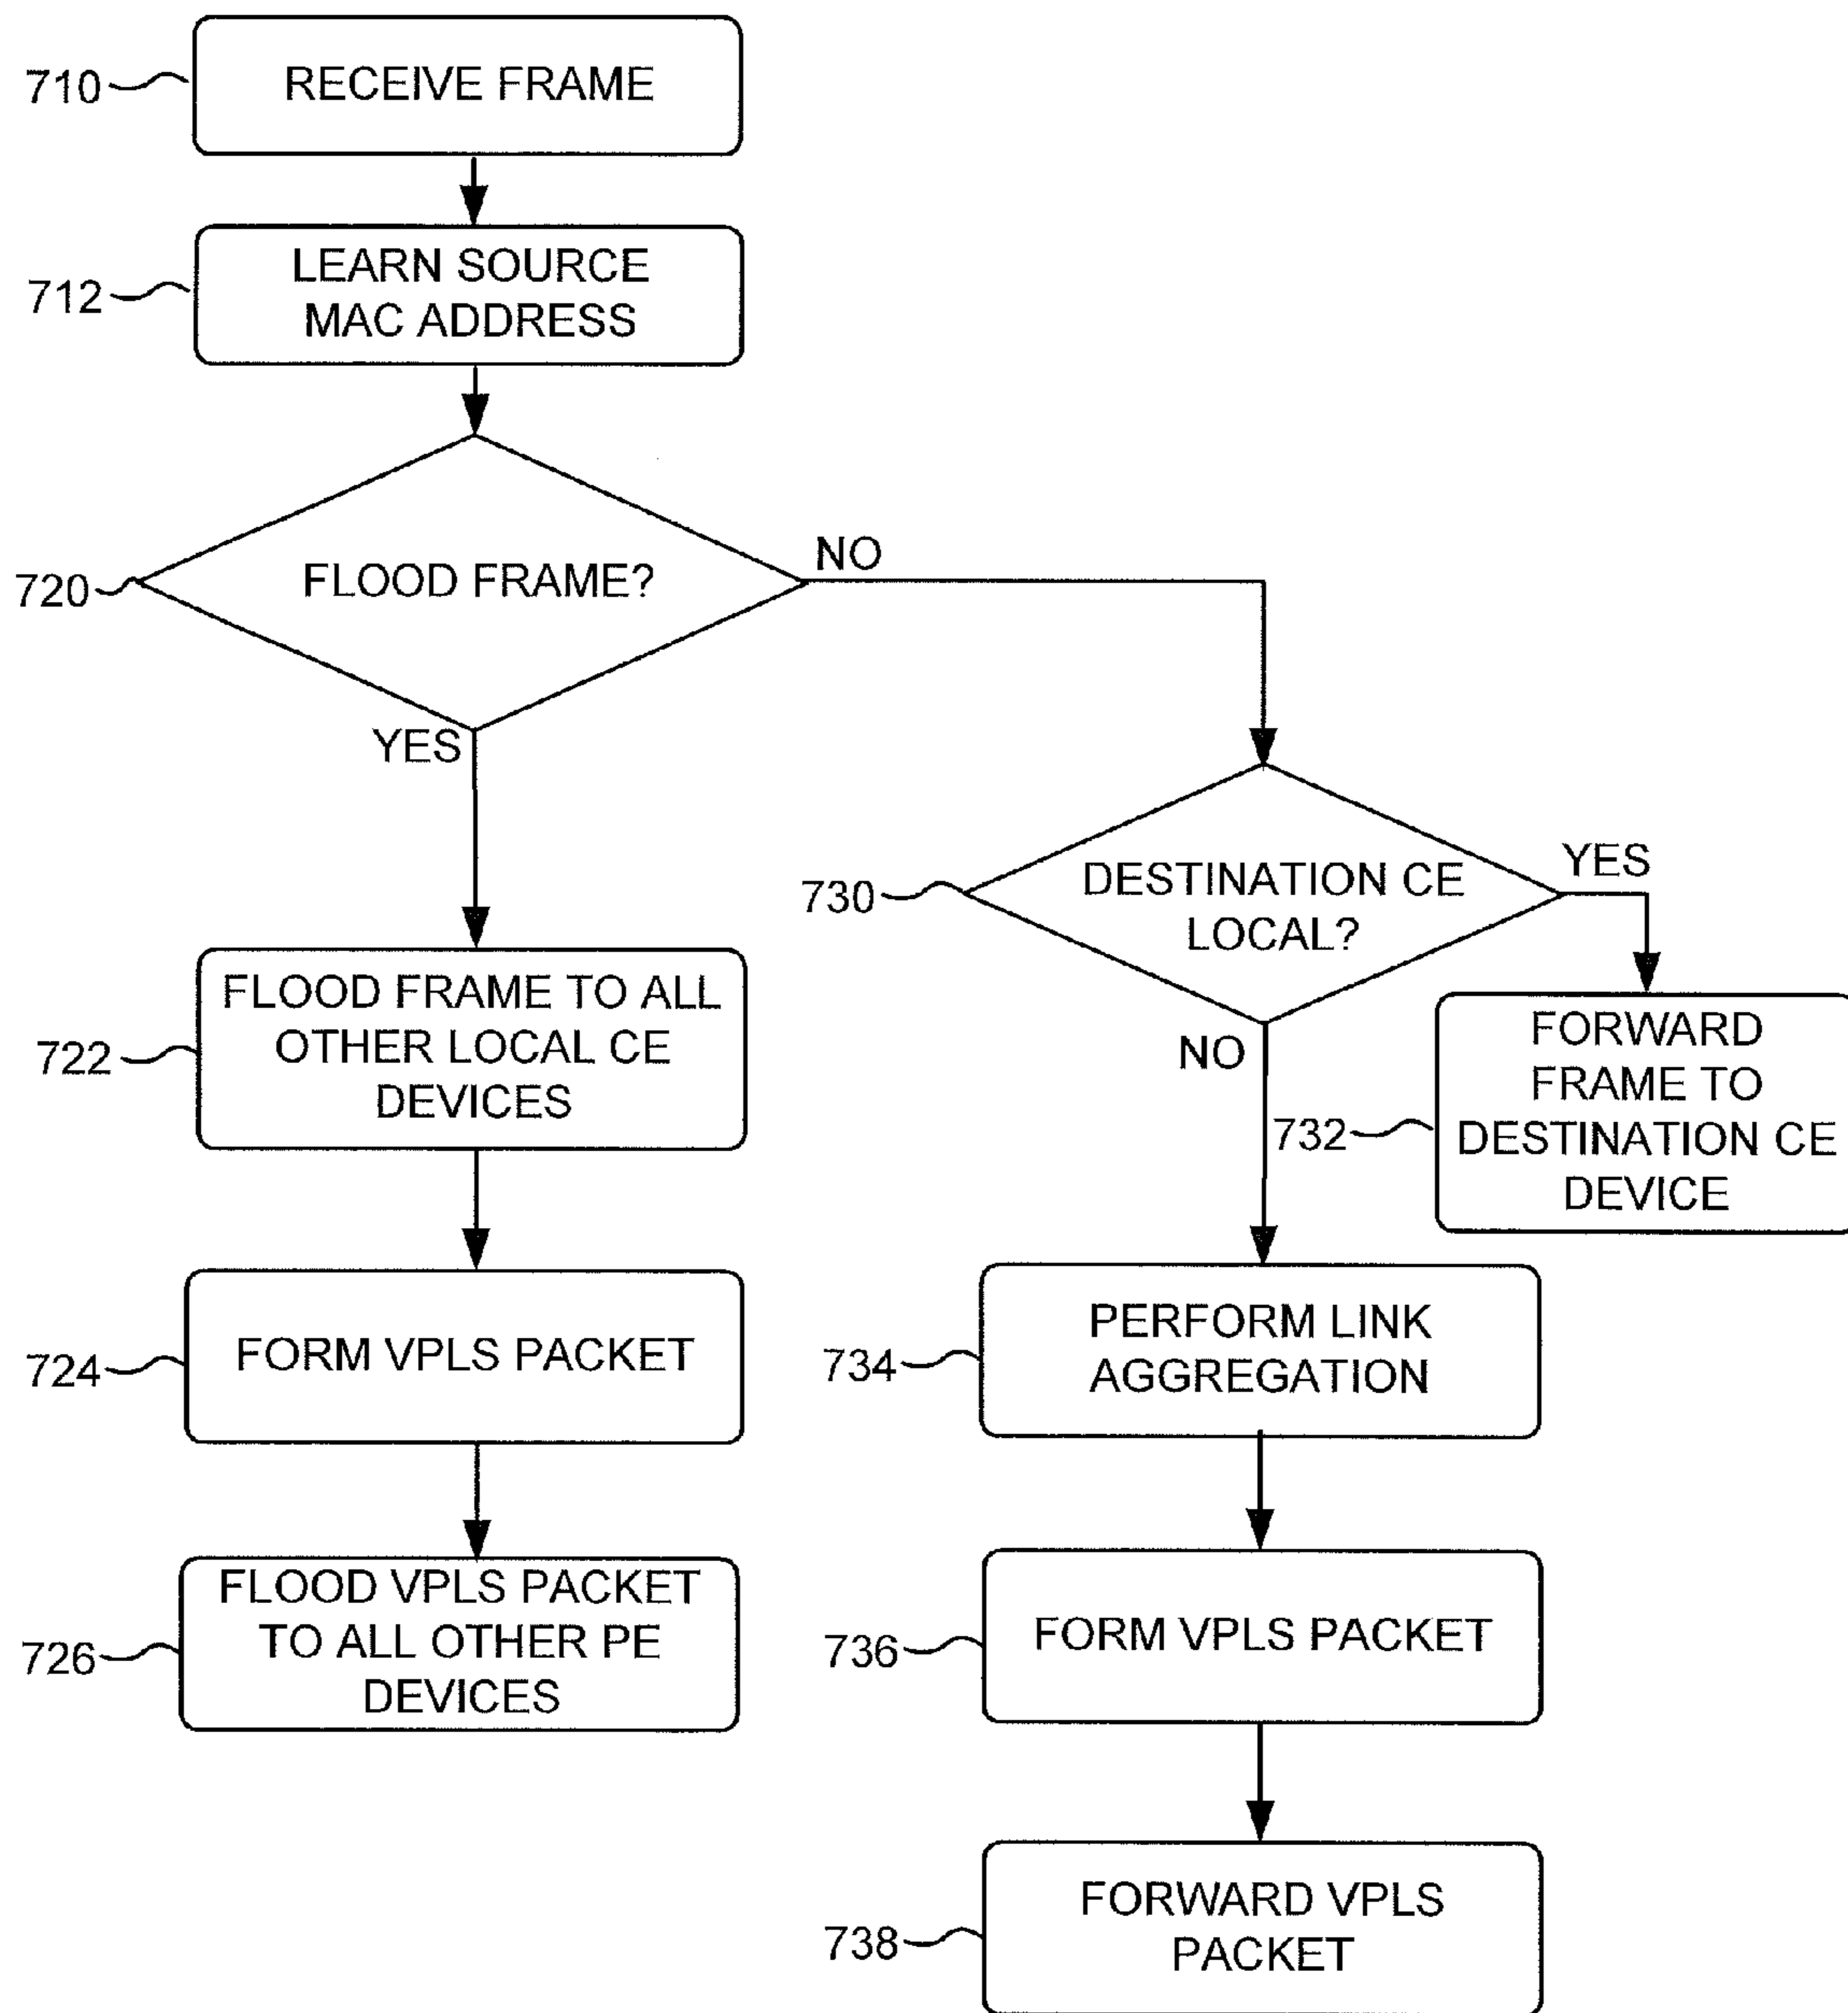 710
RECEIVE FRAME
712
LEARN SOURCE
MAC ADDRESS
720
FLOOD FRAME?
NO
YES
730
DESTINATION CE
LOCAL?
YES
NO
722
FLOOD FRAME TO ALL
OTHER LOCAL CE
DEVICES
732
FORWARD
FRAME TO
DESTINATION CE
DEVICE
724
FORM VPLS PACKET
734
PERFORM LINK
AGGREGATION
726
FLOOD VPLS PACKET
TO ALL OTHER PE
DEVICES
736
FORM VPLS PACKET
738
FORWARD VPLS
PACKET